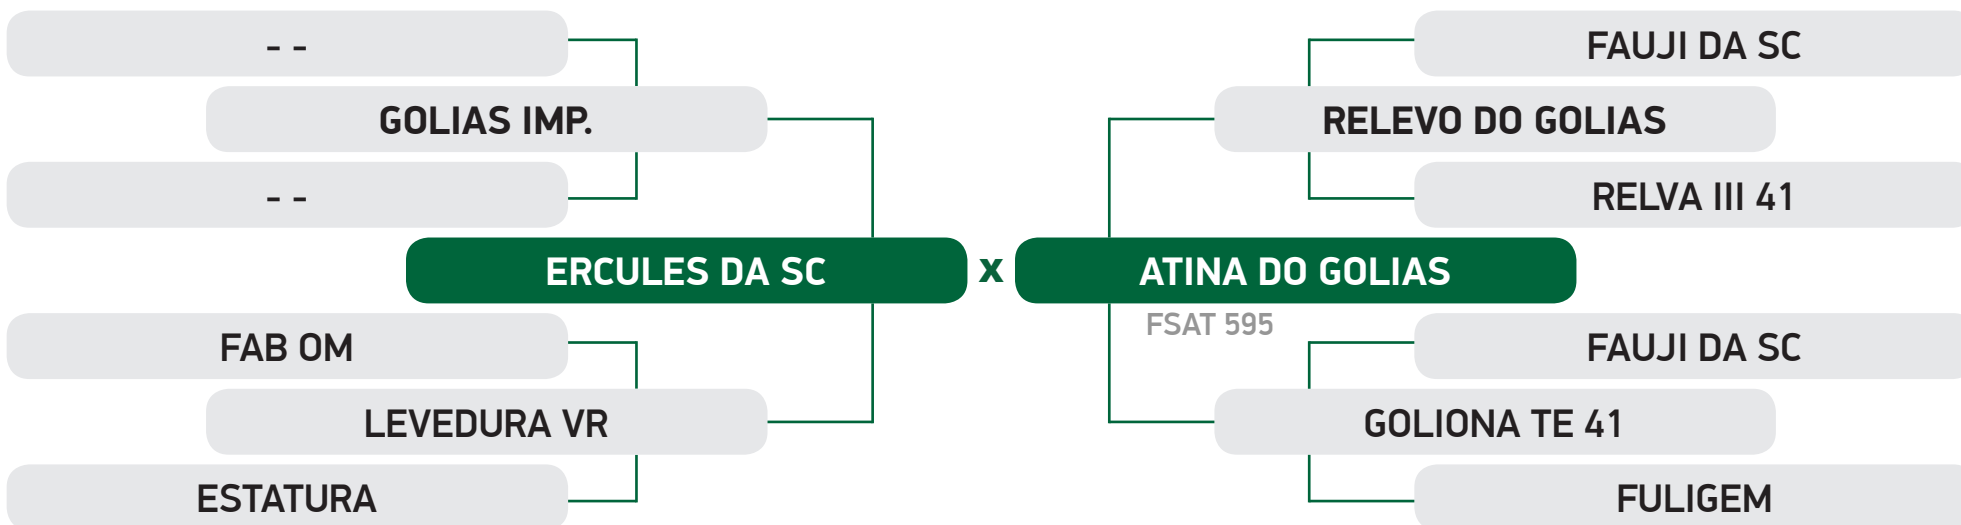 - -
FAUJI DA SC
GOLIAS IMP.
RELEVO DO GOLIAS
- -
RELVA III 41
ERCULES DA SC
x
ATINA DO GOLIAS
FSAT 595
FAB OM
FAUJI DA SC
LEVEDURA VR
GOLIONA TE 41
ESTATURA
FULIGEM